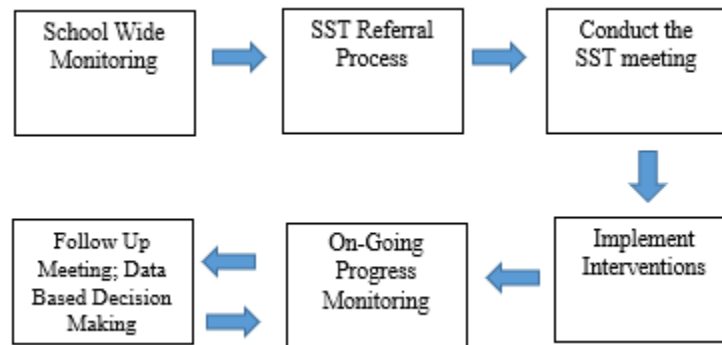 School Wide
Monitoring
SST Referral
Process
Conduct the
SST meeting
Implement
Interventions
On-Going
Progress
Monitoring
Follow Up
Meeting; Data
Based Decision
Making